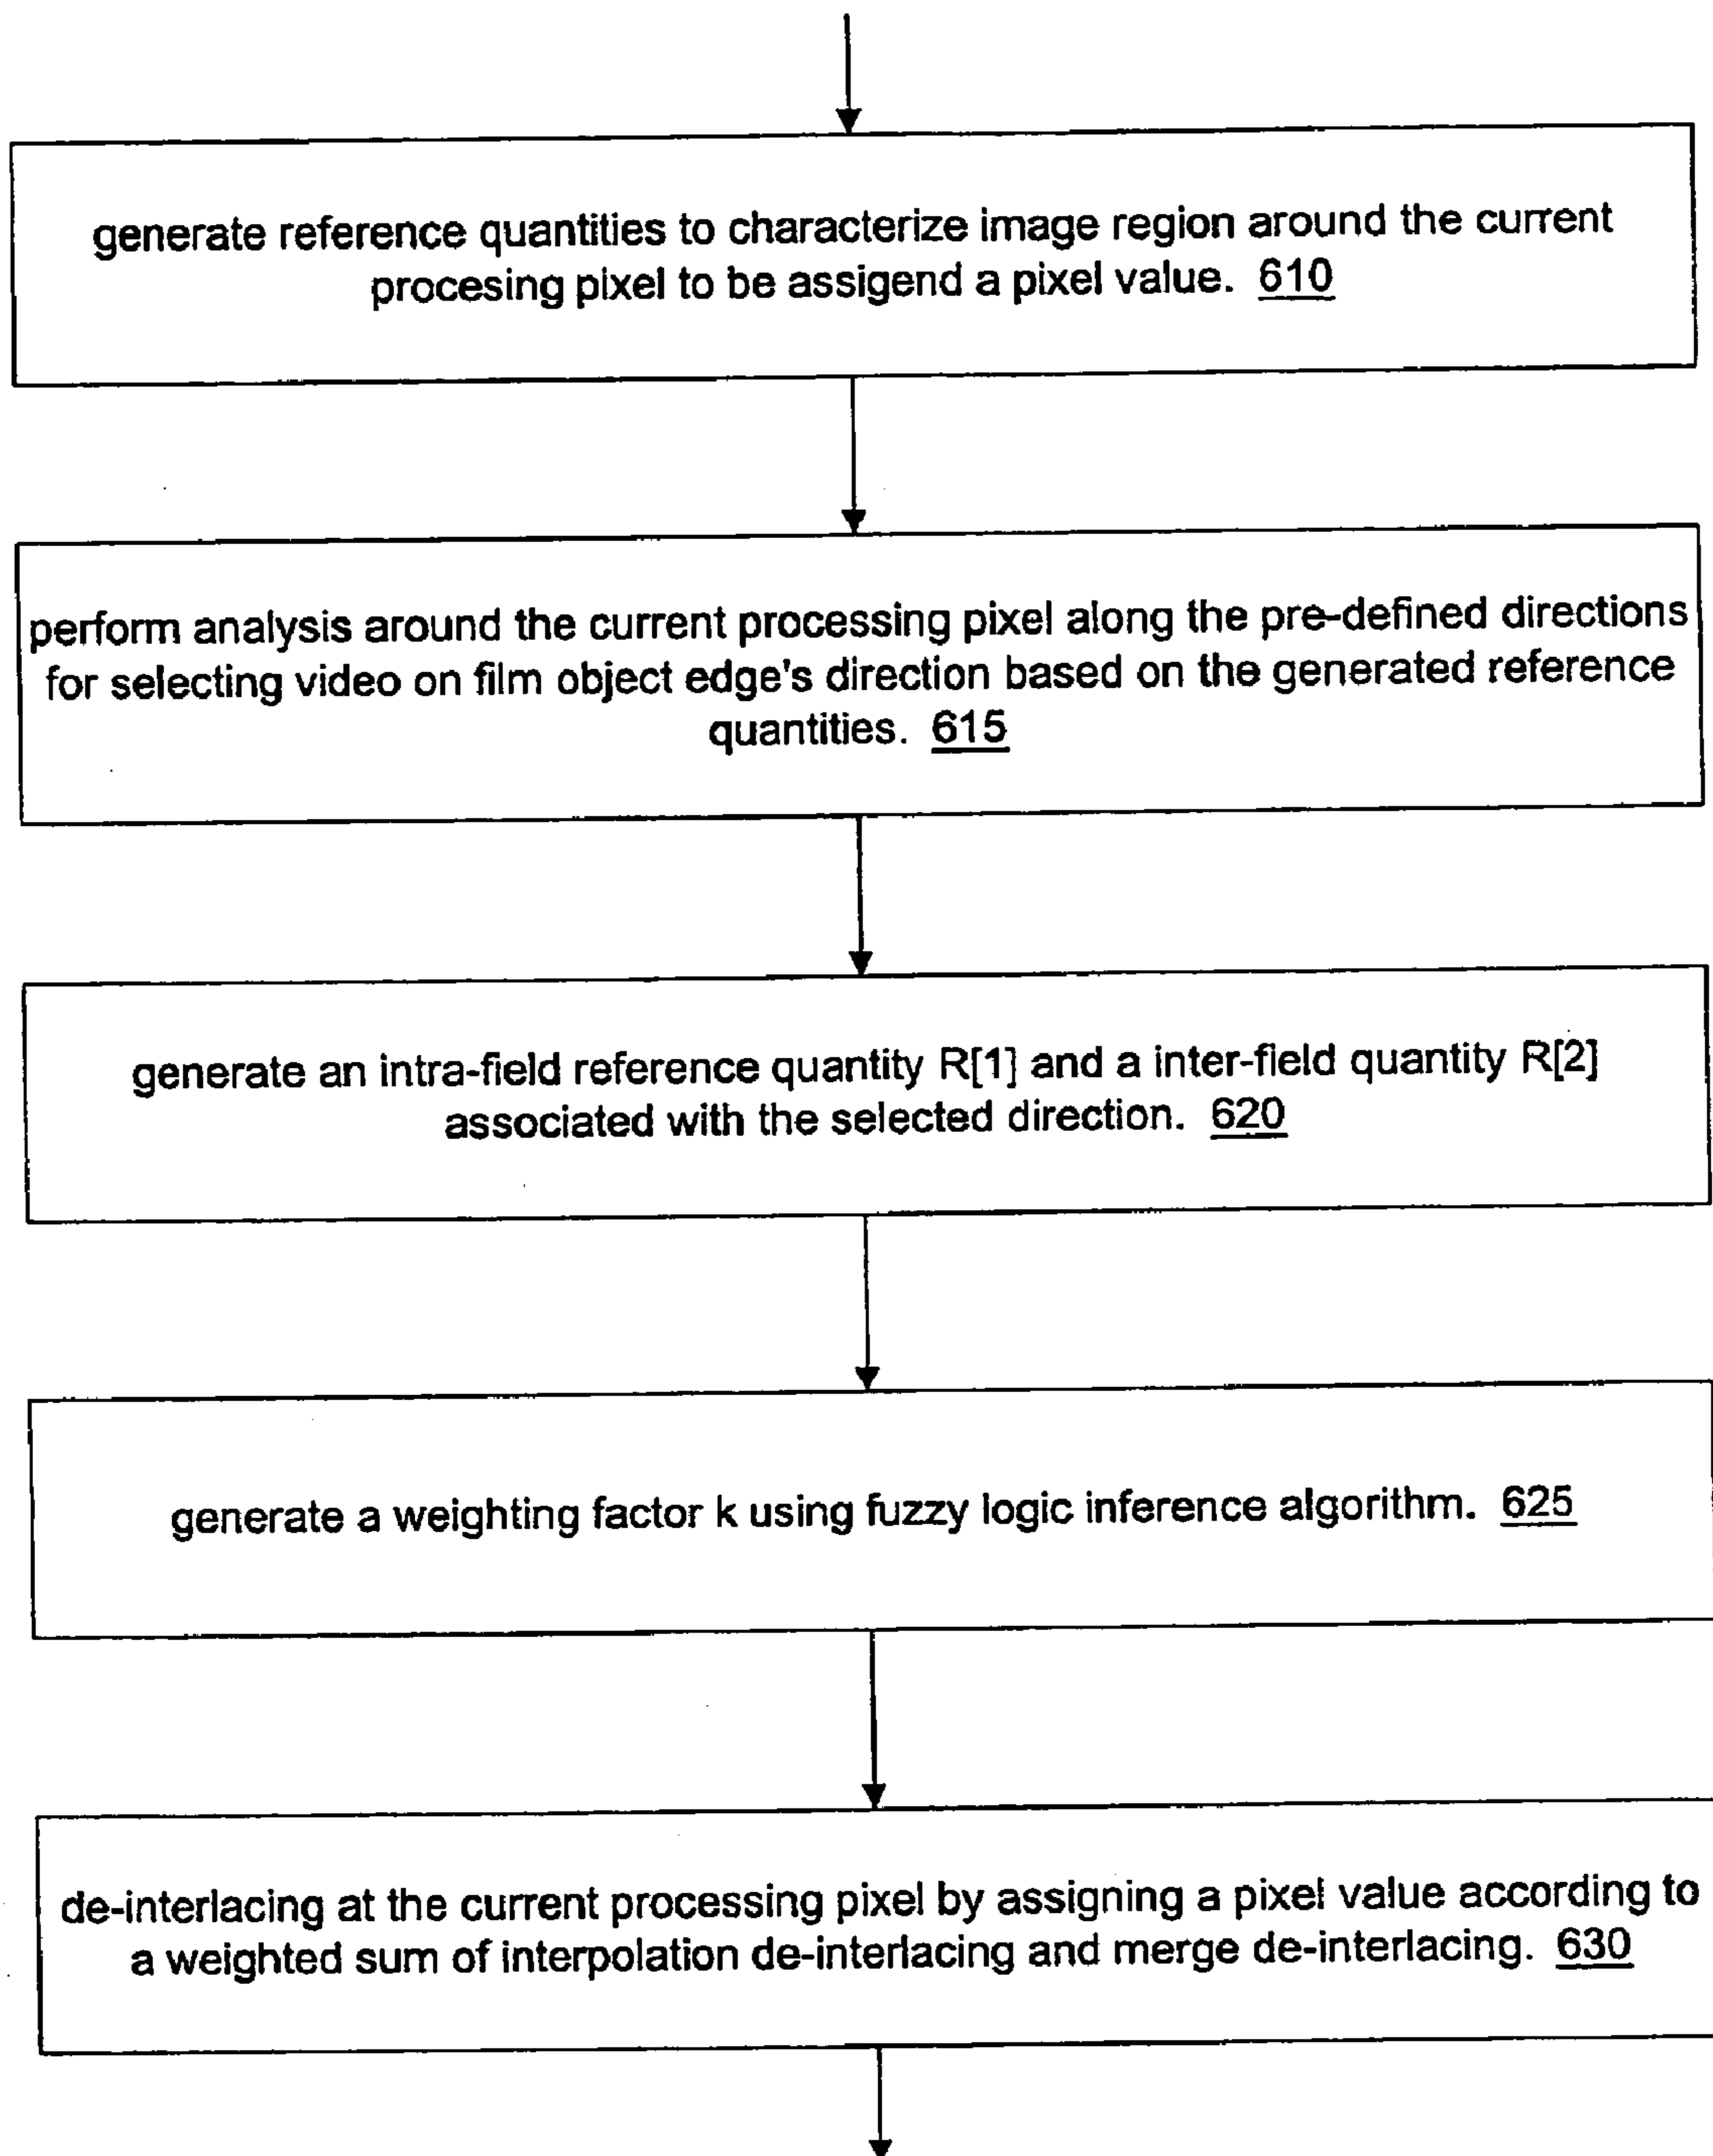 generate reference quantities to characterize image region around the current
procesing pixel to be assigend a pixel value. 610
perform analysis around the current processing pixel along the pre-defined directions
for selecting video on film object edge's direction based on the generated reference
quantities. 615
generate an intra-field reference quantity R[1] and a inter-field quantity R[2]
associated with the selected direction. 620
generate a weighting factor k using fuzzy logic inference algorithm. 625
de-interlacing at the current processing pixel by assigning a pixel value according to
a weighted sum of interpolation de-interlacing and merge de-interlacing. 630